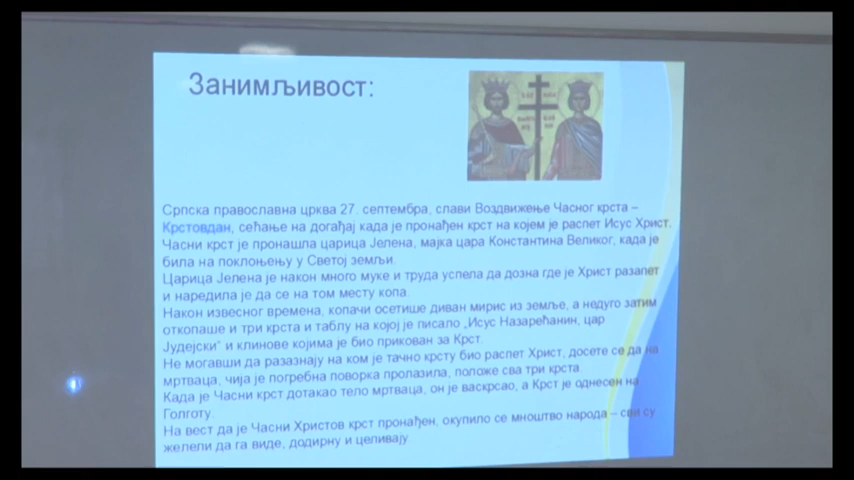 Занимљивост:
Српска православна црква 27. септембра, слави Воздвижење Часног крста –
Крстовдан, сећање на догађај када је пронађен крст на којем је распет Исус Христ.
Часни крст је пронашла царица Јелена, мајка цара Константина Великог, када је
била на поклоњењу у Светој земљи.
Царица Јелена је након много муке и труда успела да дозна где је Христ разапет
и наредила је да се на том месту копа.
Након извесног времена, копачи осетише диван мирис из земље, а недуго затим
откопаше и три крста и таблу на којој је писало „Исус Назарећанин, цар
Јудејски“ и клинове којима је био прикован за Крст.
Не могавши да разазнају на ком је тачно крсту био распет Христ, досете се да на
мртваца, чија је погребна поворка пролазила, положе сва три крста.
Када је Часни крст дотакао тело мртваца, он је васкрсао, а Крст је однесен на
Голготу.
На вест да је Часни Христов крст пронађен, окупило се мноштво народа – сви су
желели да га виде, додирну и целивају.